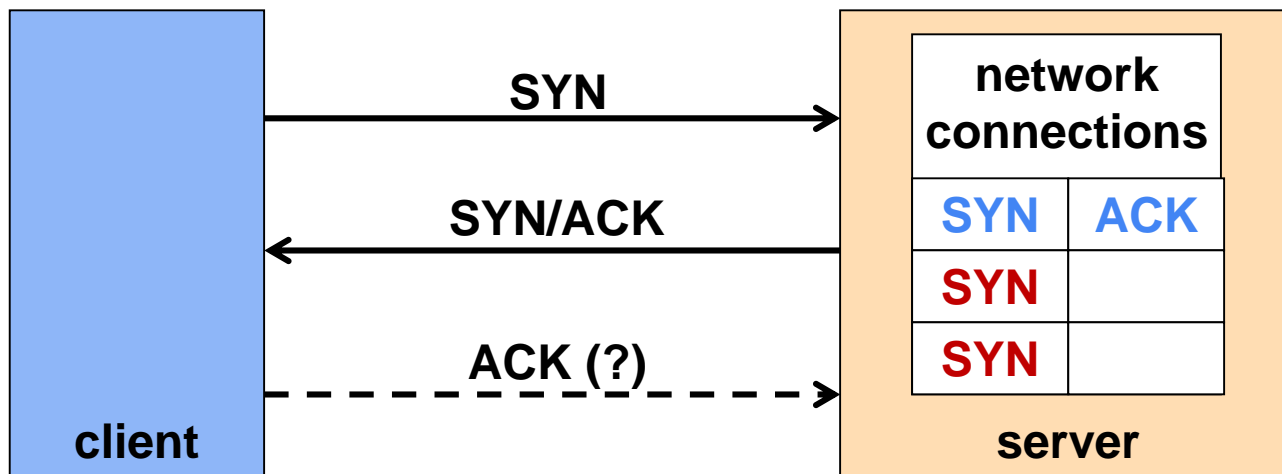 SYN
SYN/ACK
ACK (?)
client
network
connections
SYN ACK
SYN
SYN
server